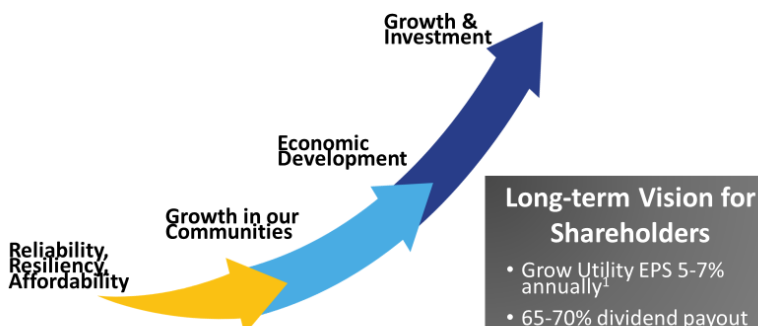 Growth &
Investment
Economic
Development
Growth in our
Communities
Reliability,
Resiliency,
Affordability
Long-term Vision for
Shareholders
• Grow Utility EPS 5-7%
annually1
• 65-70% dividend payout